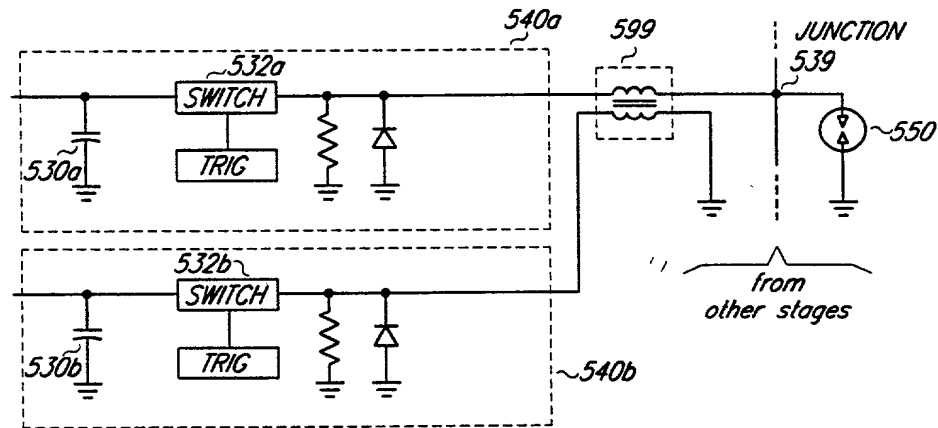 540a
JUNCTION
532a
599
539
SWITCH
550
530a
TRIG
532b
SWITCH
from
other stages
530b
TRIG
540b